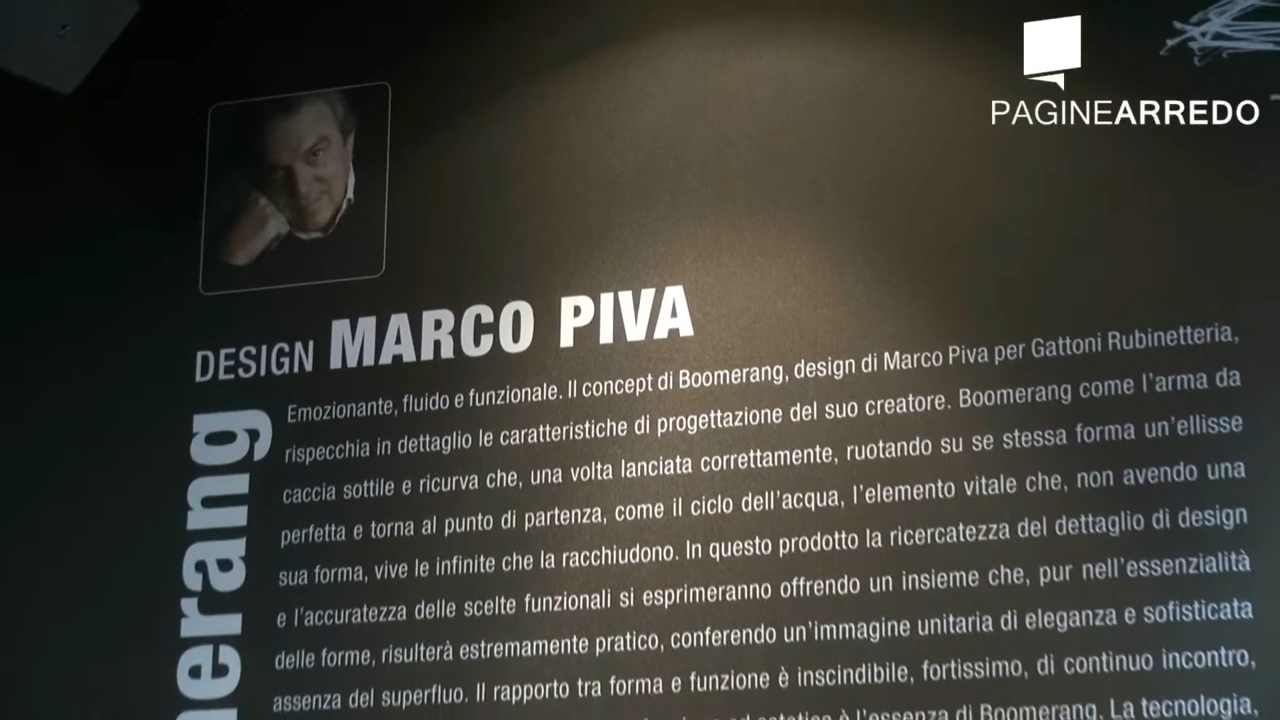 PAGINEARREDO
DESIGN MARCO PIVA
Emozionante, fluido e funzionale. Il concept di Boomerang, design di Marco Piva per Gattoni Rubinetteria,
rispecchia in dettaglio le caratteristiche di progettazione del suo creatore. Boomerang come l'arma da
caccia sottile e ricurva che, una volta lanciata correttamente, ruotando su se stessa forma un'ellisse
perfetta e torna al punto di partenza, come il ciclo dell'acqua, l'elemento vitale che, non avendo una
sua forma, vive le infinite che la racchiudono. In questo prodotto la ricercatezza del dettaglio di design
e l'accuratezza delle scelte funzionali si esprimeranno offrendo un insieme che, pur nell'essenzialità
delle forme, risulterà estremamente pratico, conferendo un'immagine unitaria di eleganza e sofisticata
assenza del superfluo. Il rapporto tra forma e funzione è inscindibile, fortissimo, di continuo incontro,
è l'essenza di Boomerang. La tecnologia,
erang